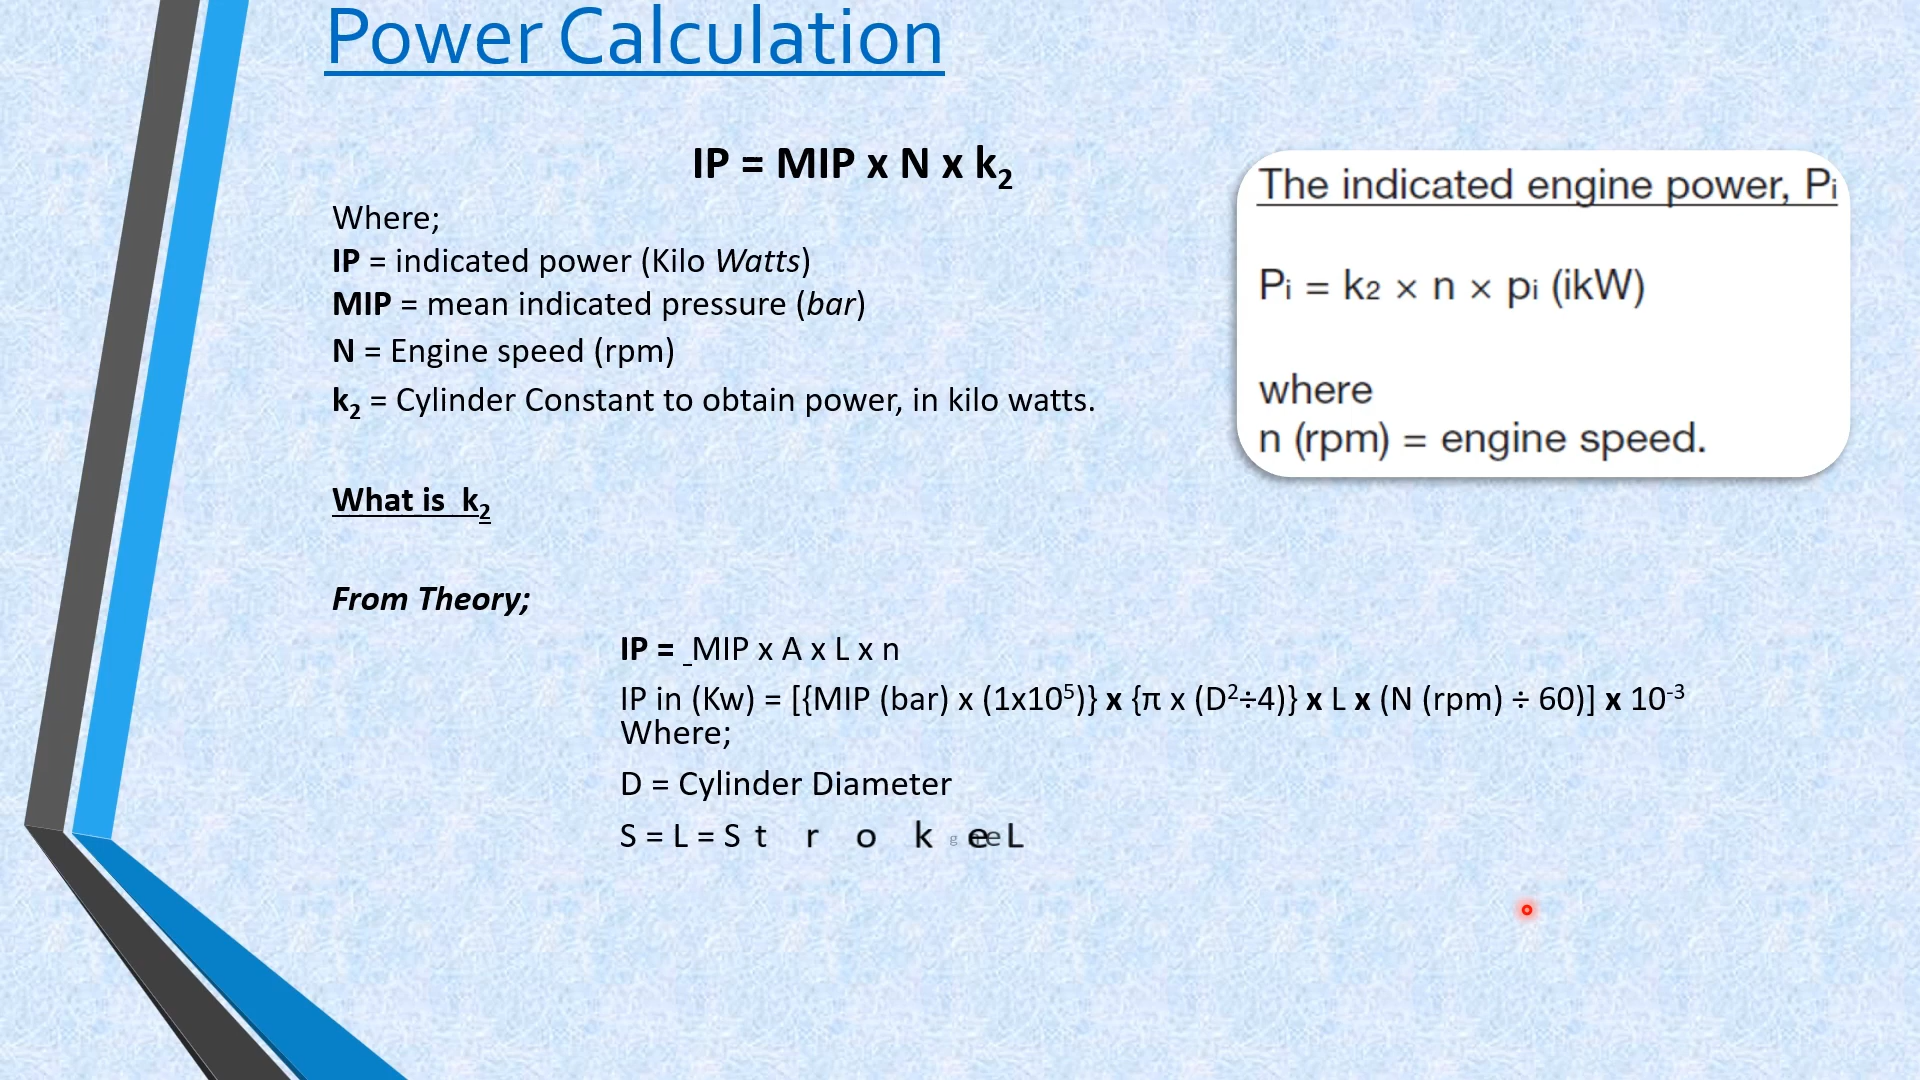 Power Calculation
IP = MIP x N x k₂
Where;
IP = indicated power (Kilo Watts)
MIP = mean indicated pressure (bar)
N = Engine speed (rpm)
k₂ = Cylinder Constant to obtain power, in kilo watts.
What is k₂
From Theory;
IP = MIP x A x L x n
IP in (Kw) = [{MIP (bar) x (1x10⁵)} x {π x (D²÷4)} x L x (N (rpm) ÷ 60)] x 10⁻³
Where;
D = Cylinder Diameter
S = L = Stroke L
The indicated engine power, Pi
Pi = k2 × n × pi (ikW)
where
n (rpm) = engine speed.